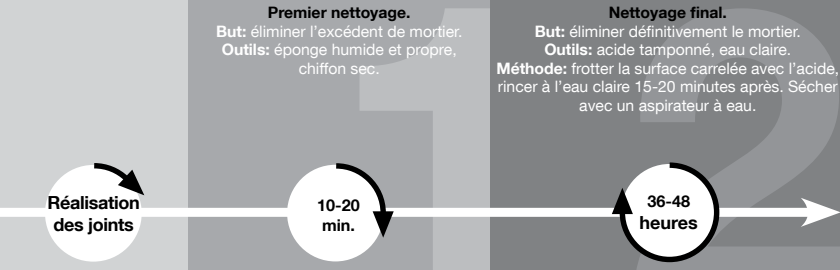 Premier nettoyage.
But: éliminer l'excédent de mortier.
Outils: éponge humide et propre,
chiffon sec.
Nettoyage final.
But: éliminer définitivement le mortier.
Outils: acide tamponné, eau claire.
Méthode: frotter la surface carrelée avec l'acide,
rincer à l'eau claire 15-20 minutes après. Sécher
avec un aspirateur à eau.
1
2
Réalisation
des joints
10-20
min.
36-48
heures